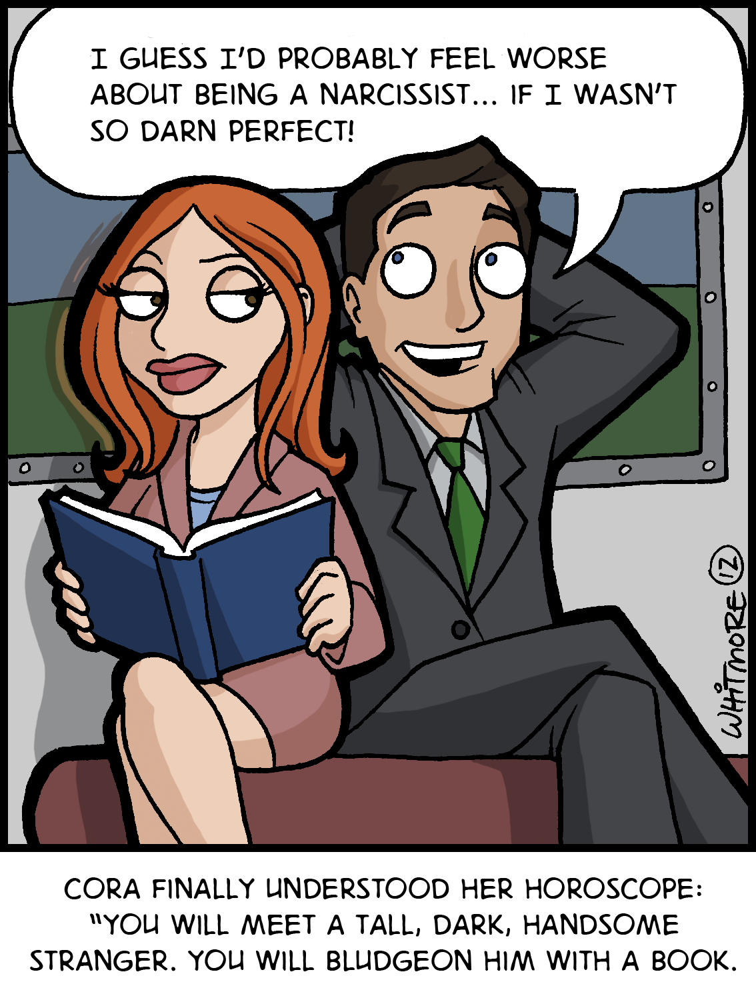 I GUESS I'D PROBABLY FEEL WORSE
ABOUT BEING A NARCISSIST... IF I WASN'T
SO DARN PERFECT!
WHITMORE 12
CORA FINALLY UNDERSTOOD HER HOROSCOPE:
"YOU WILL MEET A TALL, DARK, HANDSOME
STRANGER. YOU WILL BLUDGEON HIM WITH A BOOK.